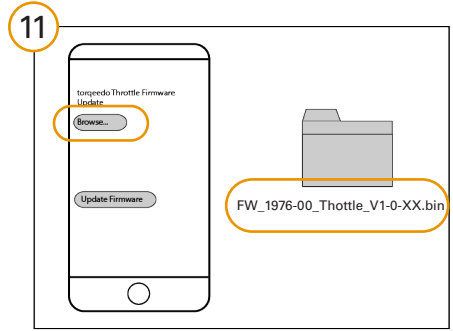 11
torqeedo Throttle Firmware
Update
Browse...
Update Firmware
FW_1976-00_Thottle_V1-0-XX.bin